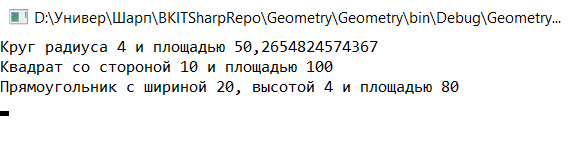 D:\Универ\Шарп\BKITSharpRepo\Geometry\Geometry\bin\Debug\Geometry...
Круг радиуса 4 и площадью 50,2654824574367
Квадрат со стороной 10 и площадью 100
Прямоугольник с шириной 20, высотой 4 и площадью 80